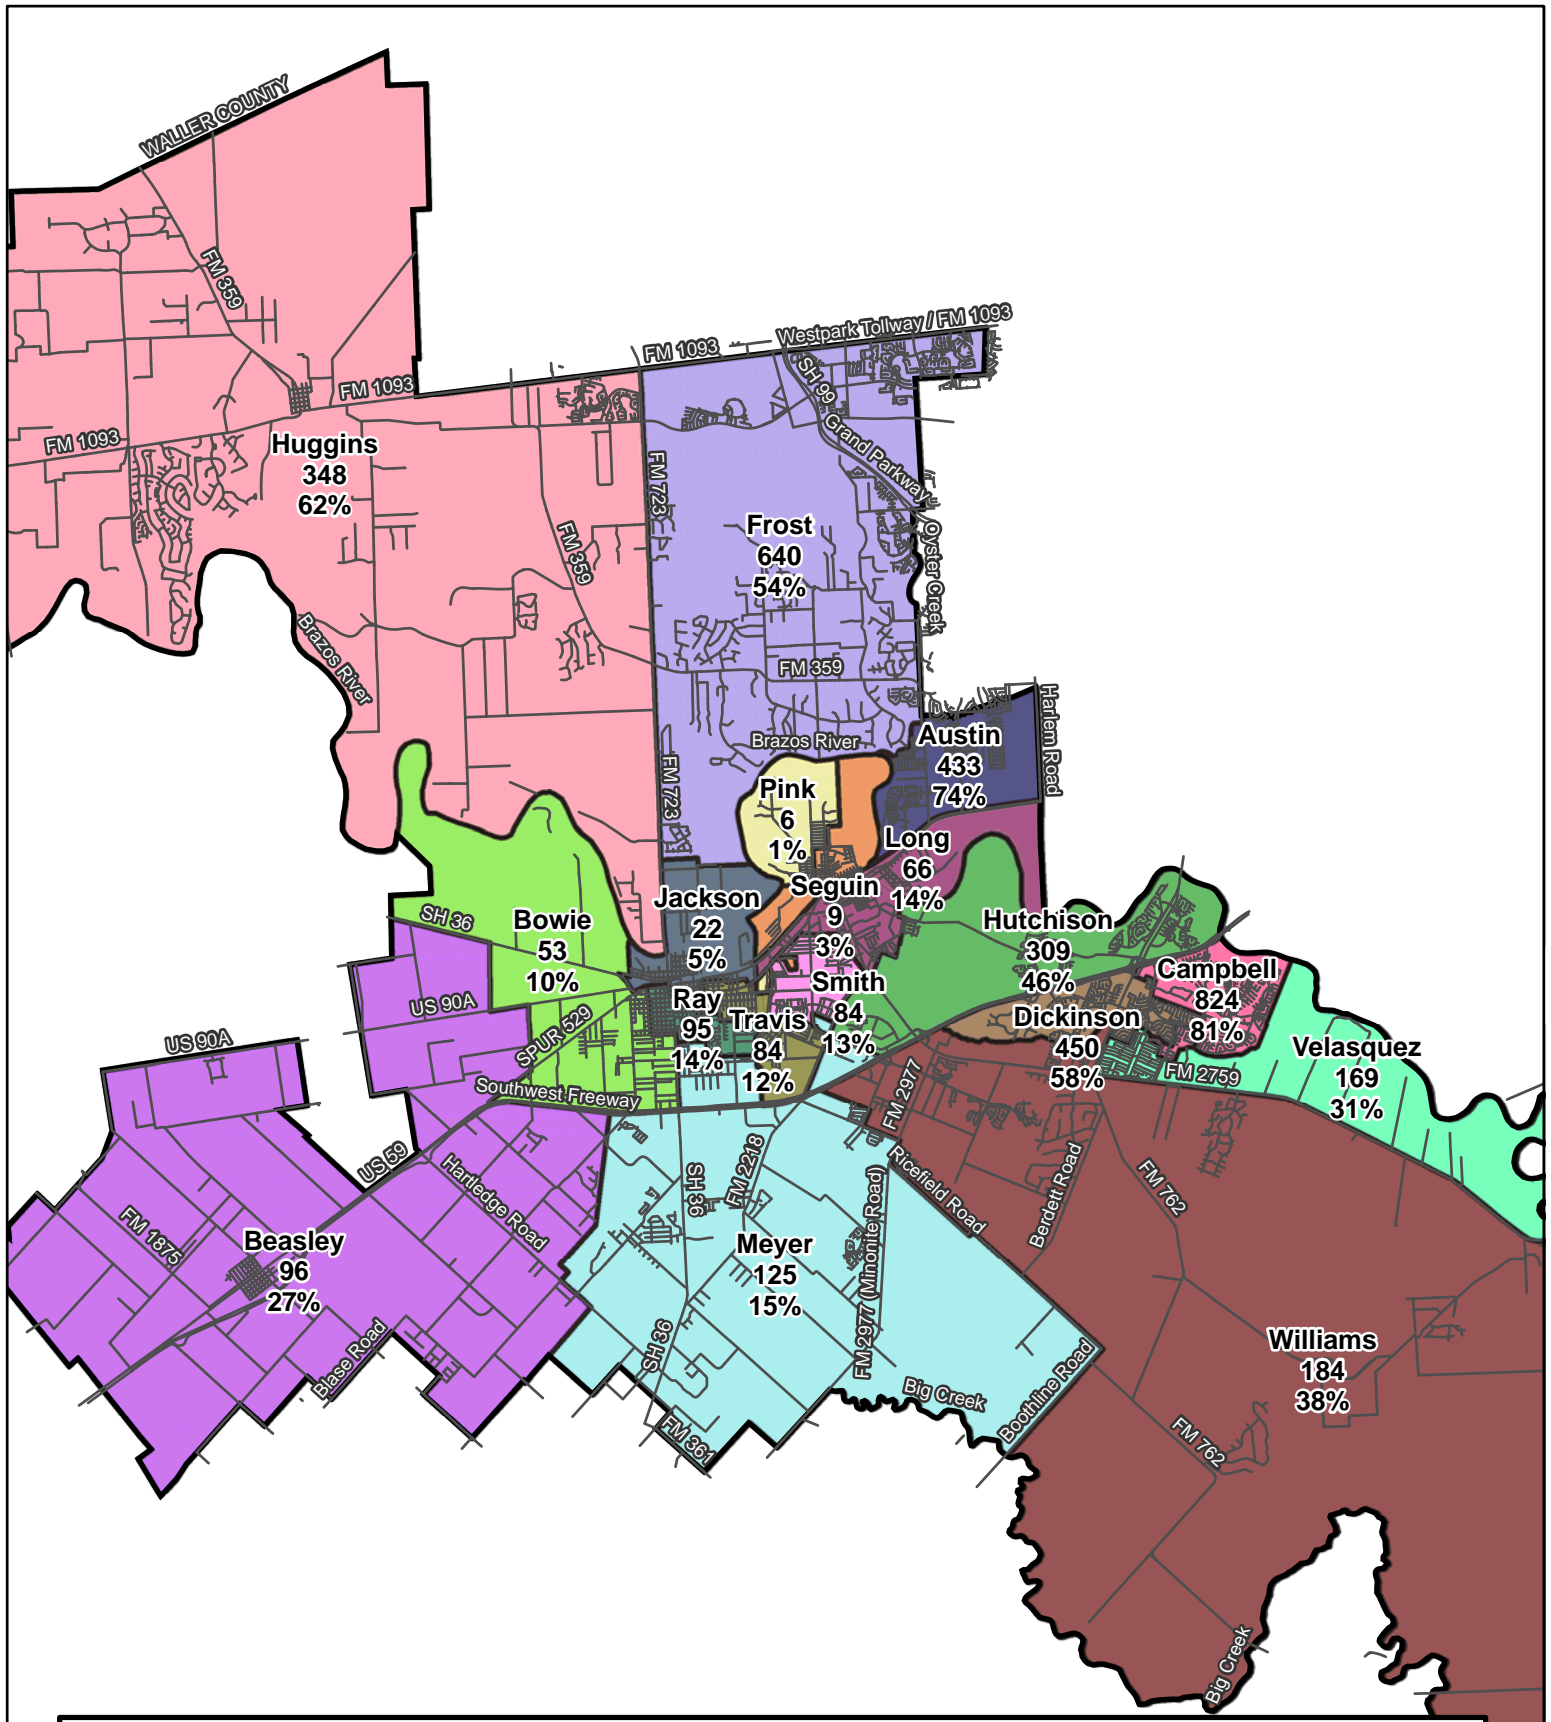 WALLER COUNTY
FM 359
Westpark Tollway / FM 1093
FM 1093
SH 99
FM 1093
Grand Parkway
FM 1093
Huggins
348
62%
FM 723
Frost
640
54%
FM 359
Oyster Creek
Brazos River
FM 359
Harlem Road
Brazos River
Austin
433
74%
FM 723
Pink
6
1%
Long
66
14%
Seguin
9
3%
Jackson
22
5%
SH 36
Bowie
53
10%
Hutchison
309
46%
Campbell
824
81%
Smith
84
13%
US 90A
Ray
95
14%
Travis
84
12%
Dickinson
450
58%
SPUR 529
US 90A
Velasquez
169
31%
FM 2759
Southwest Freeway
FM 2977
US 59
Hartledge Road
SH 36
FM 2218
Ricefield Road
Berdett Road
FM 762
FM 1875
Beasley
96
27%
Meyer
125
15%
FM 2977 (Minonite Road)
Blase Road
SH 36
Williams
184
38%
Big Creek
Boothline Road
FM 361
FM 762
Big Creek